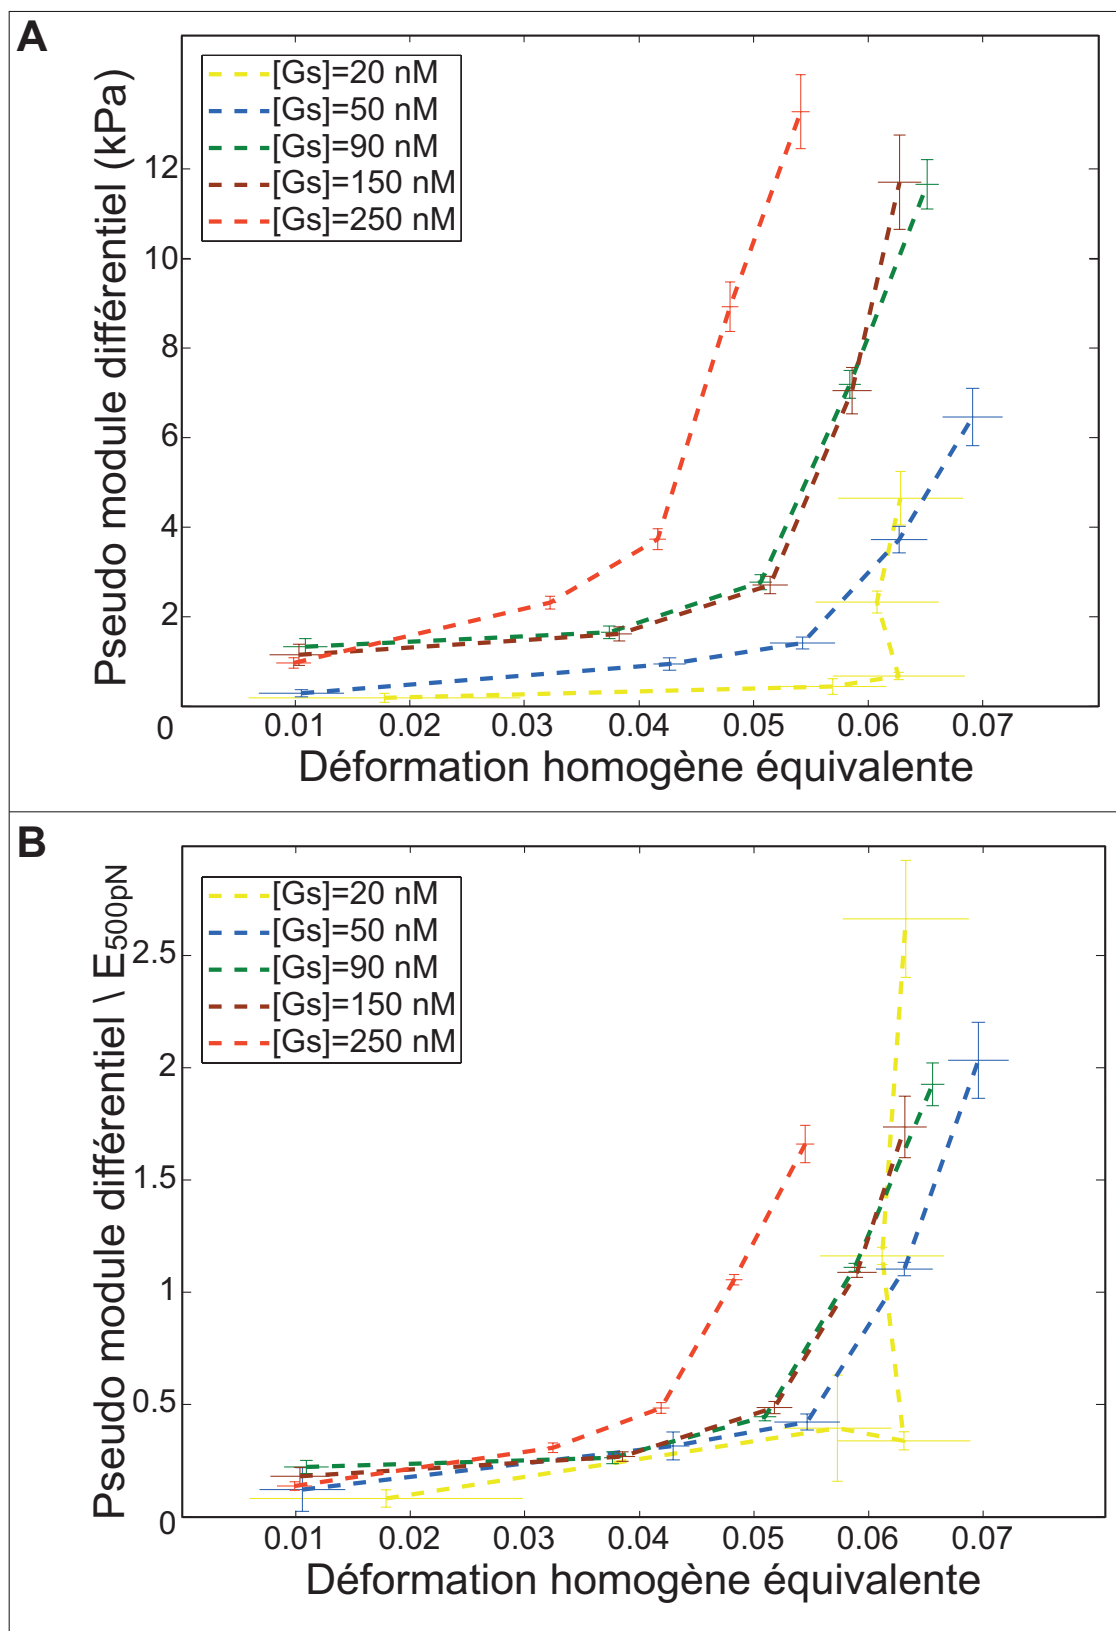 A
[Gs]=20 nM
[Gs]=50 nM
[Gs]=90 nM
[Gs]=150 nM
[Gs]=250 nM
Pseudo module différentiel (kPa)
12
10
8
6
4
2
0
0.01 0.02 0.03 0.04 0.05 0.06 0.07
Déformation homogène équivalente
B
[Gs]=20 nM
[Gs]=50 nM
[Gs]=90 nM
[Gs]=150 nM
[Gs]=250 nM
Pseudo module différentiel \ E500pN
2.5
2
1.5
1
0.5
0
0.01 0.02 0.03 0.04 0.05 0.06 0.07
Déformation homogène équivalente